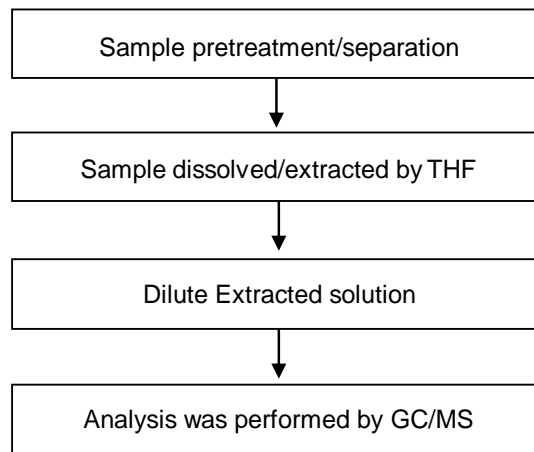 Sample pretreatment/separation
Sample dissolved/extracted by THF
Dilute Extracted solution
Analysis was performed by GC/MS